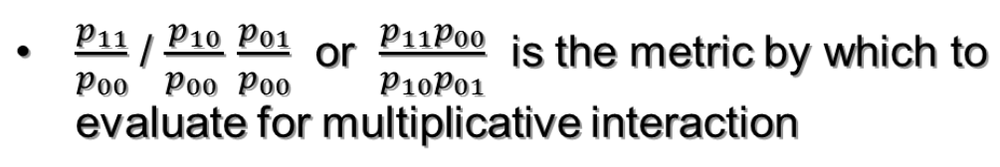 • p₁₁/p₀₀ / p₁₀/p₀₀ p₀₁/p₀₀ or p₁₁p₀₀/p₁₀p₀₁ is the metric by which to
evaluate for multiplicative interaction